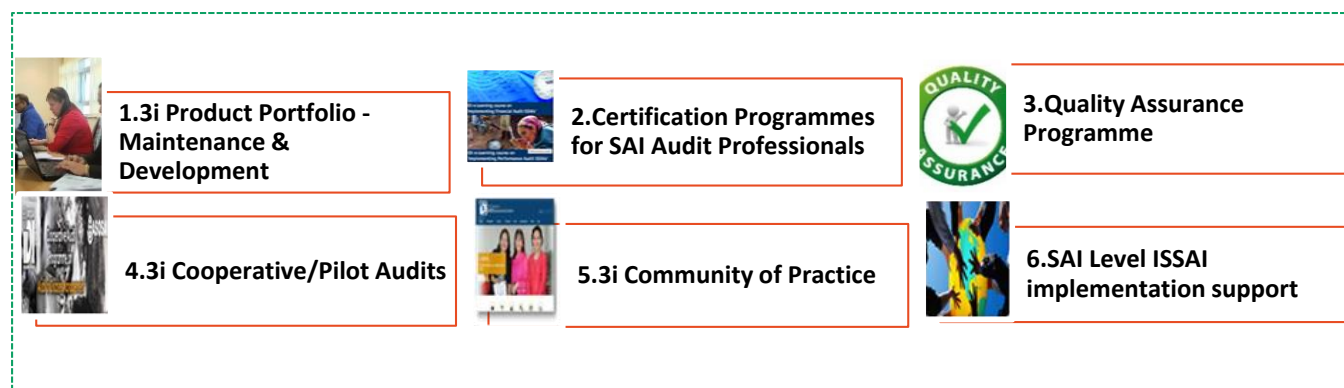 1.3i Product Portfolio -
Maintenance &
Development
2.Certification Programmes
for SAI Audit Professionals
QUALITY
ASSURANCE
3.Quality Assurance
Programme
4.3i Cooperative/Pilot Audits
5.3i Community of Practice
6.SAI Level ISSAI
implementation support